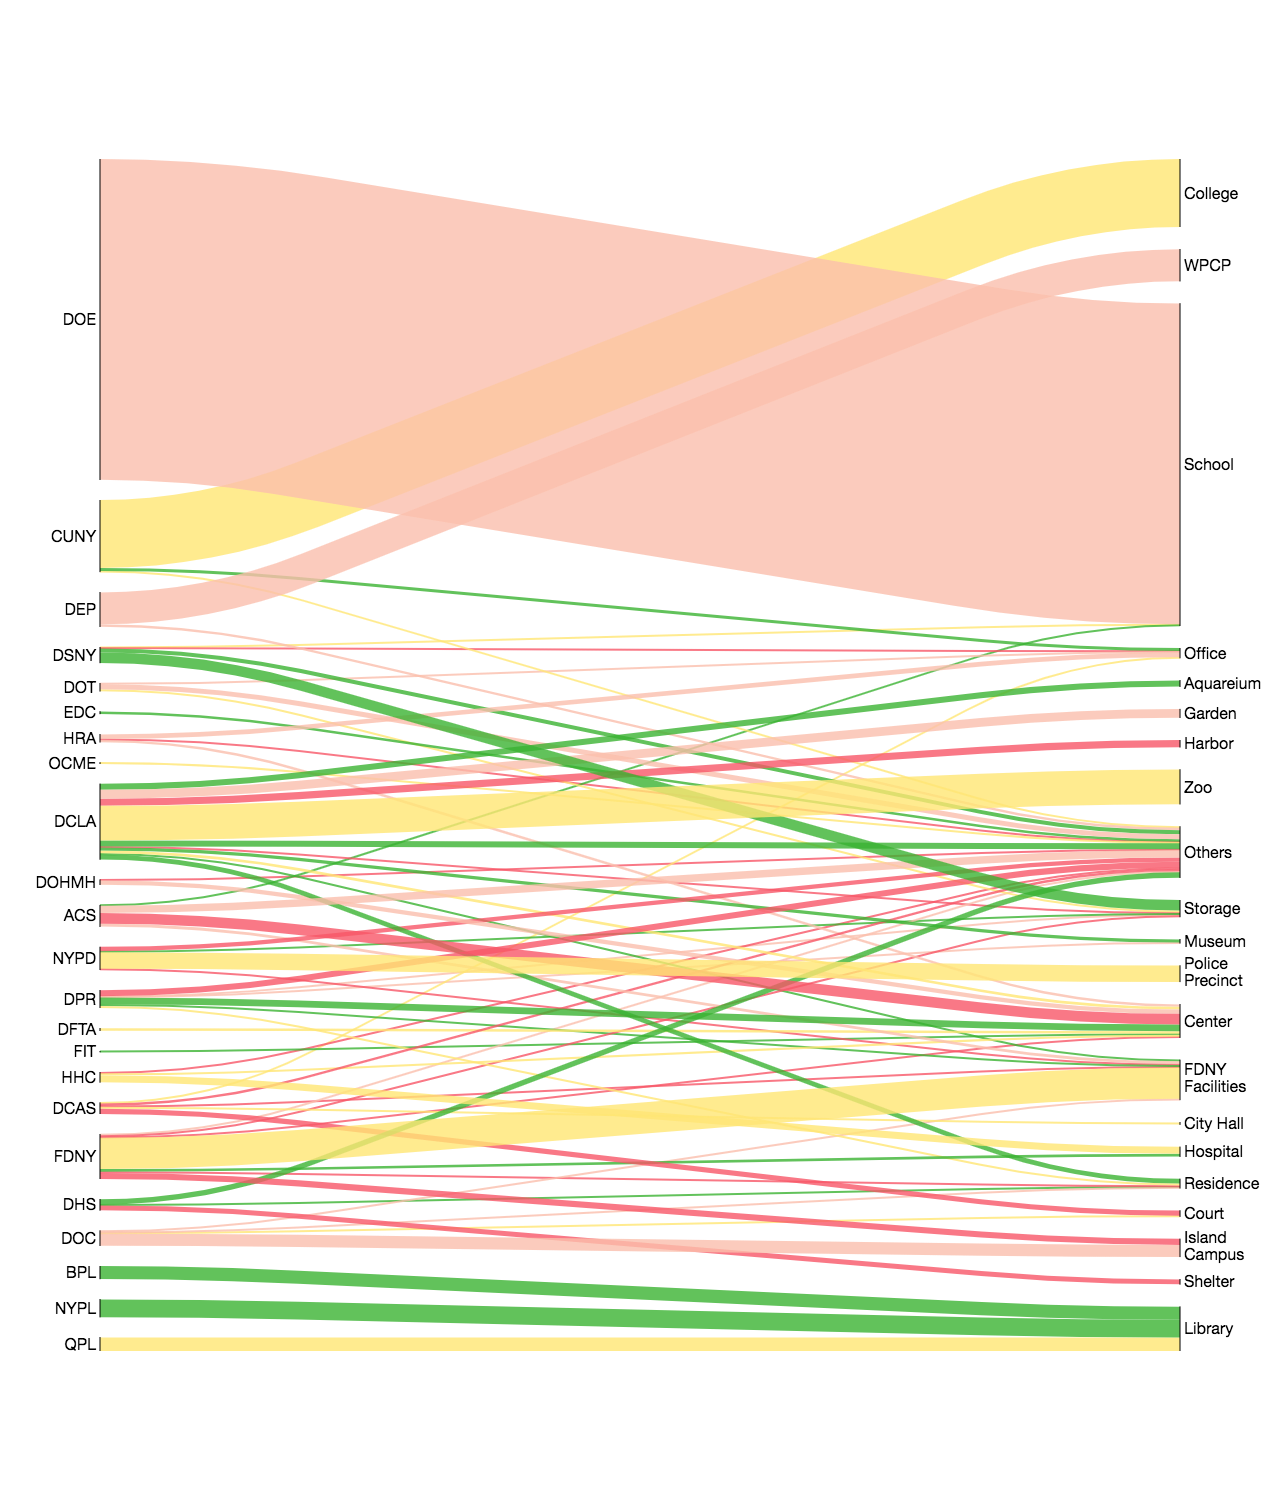 DOE
CUNY
DEP
DSNY
DOT
EDC
HRA
OCME
DCLA
DOHMH
ACS
NYPD
DPR
DFTA
FIT
HHC
DCAS
FDNY
DHS
DOC
BPL
NYPL
QPL
College
WPCP
School
Office
Aquareium
Garden
Harbor
Zoo
Others
Storage
Museum
Police
Precinct
Center
FDNY
Facilities
City Hall
Hospital
Residence
Court
Island
Campus
Shelter
Library